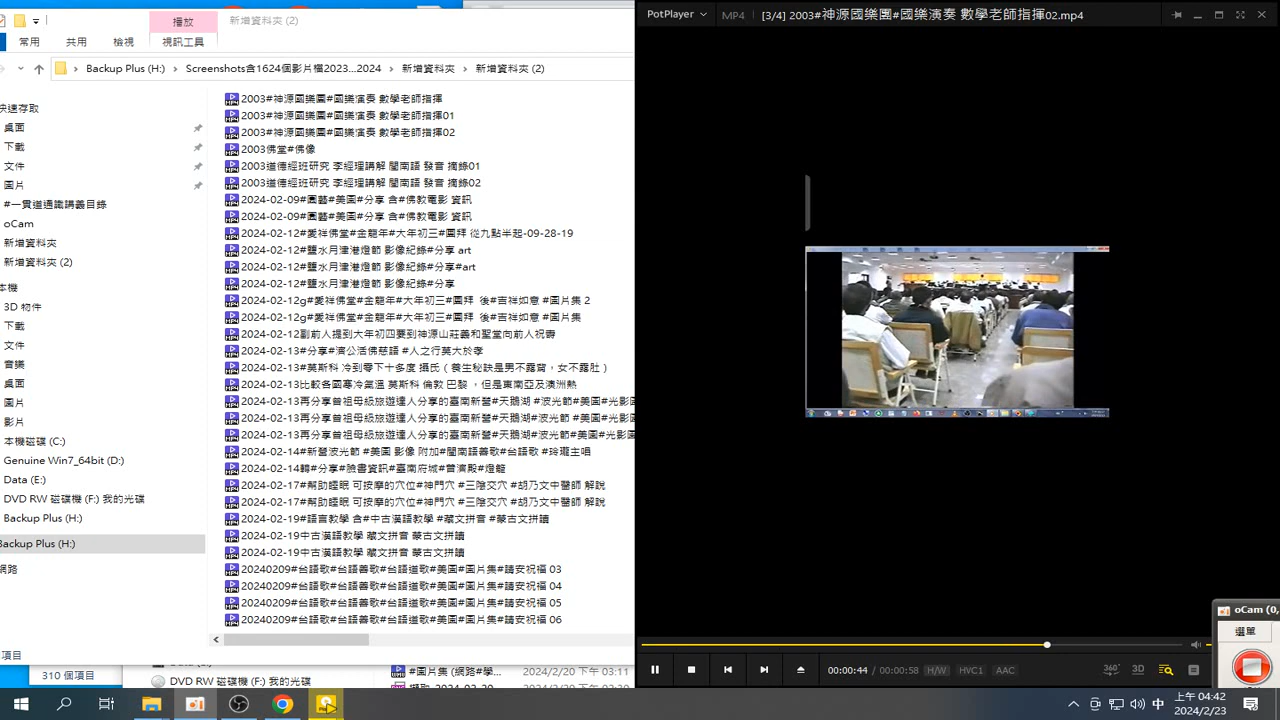 播放
新增資料夾 (2)
常用
共用
檢視
視訊工具
Backup Plus (H:) › Screenshots含1624個影片檔2023...2024 › 新增資料夾 › 新增資料夾 (2)
快速存取
桌面
下載
文件
圖片
#一貫道通識講義目錄
oCam
新增資料夾
新增資料夾 (2)
本機
3D 物件
下載
文件
音樂
桌面
圖片
影片
本機磁碟 (C:)
Genuine Win7_64bit (D:)
Data (E:)
DVD RW 磁碟機 (F:) 我的光碟
Backup Plus (H:)
Backup Plus (H:)
網路
2003#神源國樂團#國樂演奏 數學老師指揮
2003#神源國樂團#國樂演奏 數學老師指揮01
2003#神源國樂團#國樂演奏 數學老師指揮02
2003佛堂#佛像
2003道德經班研究 李經理講解 閩南語 發音 摘錄01
2003道德經班研究 李經理講解 閩南語 發音 摘錄02
2024-02-09#園藝#美圖#分享 含#佛教電影 資訊
2024-02-09#園藝#美圖#分享 含#佛教電影 資訊
2024-02-12#愛祥佛堂#金龍年#大年初三#團拜 從九點半起-09-28-19
2024-02-12#鹽水月津港燈節 影像紀錄#分享 art
2024-02-12#鹽水月津港燈節 影像紀錄#art
2024-02-12#鹽水月津港燈節 影像紀錄#分享
2024-02-12g#愛祥佛堂#金龍年#大年初三#團拜 後#吉祥如意 #圖片集 2
2024-02-12g#愛祥佛堂#金龍年#大年初三#團拜 後#吉祥如意 #圖片集
2024-02-12副前人提到大年初四要到神源山莊義和聖堂向前人祝壽
2024-02-13#分享#濟公活佛慈語 #人之行莫大於孝
2024-02-13#莫斯科 冷到零下十多度 攝氏（養生秘訣是男不露背，女不露肚）
2024-02-13比較各國寒冷氣溫 莫斯科 倫敦 巴黎 ，但是東南亞及澳洲熱
2024-02-13再分享曾祖母級旅遊達人分享的臺南新營#天鵝湖 #波光節#美圖#光影圖
2024-02-13再分享曾祖母級旅遊達人分享的臺南新營#天鵝湖 #波光節#美圖#光影圖
2024-02-13再分享曾祖母級旅遊達人分享的臺南新營#天鵝湖#波光節#美圖#光影圖
2024-02-14#新營波光節 #美圖 影像 附加#閩南語善歌#台語歌 #玲瓏主唱
2024-02-14轉#分享#臉書資訊#臺南府城#普濟殿#燈籠
2024-02-17#幫助睡眠 可按摩的穴位#神門穴 #三陰交穴 #胡乃文中醫師 解說
2024-02-17#幫助睡眠 可按摩的穴位#神門穴 #三陰交穴 #胡乃文中醫師 解說
2024-02-19#語言教學 含#中古漢語教學 #藏文拼音 #蒙古文拼讀
2024-02-19中古漢語教學 藏文拼音 蒙古文拼讀
2024-02-19中古漢語教學 藏文拼音 蒙古文拼讀
20240209#台語歌#台語善歌#台語道歌#美圖#圖片集#請安祝福 03
20240209#台語歌#台語善歌#台語道歌#美圖#圖片集#請安祝福 04
20240209#台語歌#台語善歌#台語道歌#美圖#圖片集#請安祝福 05
20240209#台語歌#台語善歌#台語道歌#美圖#圖片集#請安祝福 06
項目
310 個項目
DVD RW 磁碟機 (F:) 我的光碟
#圖片集 (網路#學...
2024/2/20 下午 03:11
PotPlayer
MP4
[3/4] 2003#神源國樂團#國樂演奏 數學老師指揮02.mp4
00:00:44 / 00:00:58
H/W
HVC1
AAC
360°
3D
oCam (0,
選單
中
上午 04:42
2024/2/23